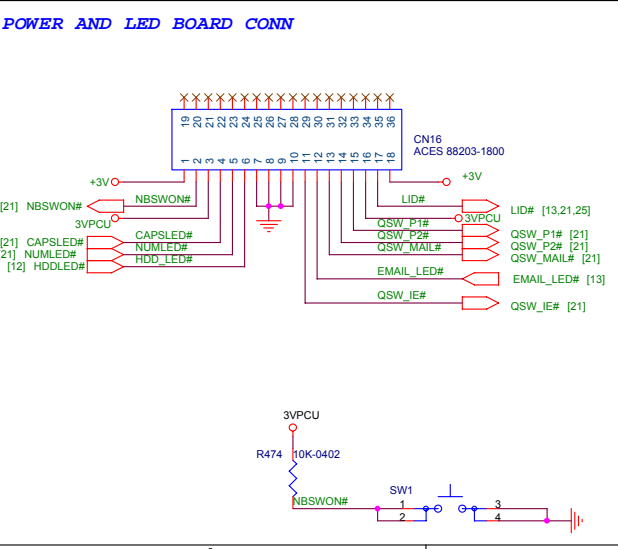 POWER AND LED BOARD CONN
19 20 21 22 23 24 25 26 27 28 29 30 31 32 33 34 35 36
CN16
ACES 88203-1800
1 2 3 4 5 6 7 8 9 10 11 12 13 14 15 16 17 18
+3V
+3V
[21] NBSWON#
NBSWON#
LID#
LID# [13,21,25]
3VPCU
QSW_P1#
3VPCU
[21] CAPSLED#
CAPSLED#
QSW_P2#
QSW_P1# [21]
21] NUMLED#
NUMLED#
QSW_MAIL#
QSW_P2# [21]
[12] HDDLED#
HDD_LED#
QSW_MAIL# [21]
EMAIL_LED#
EMAIL_LED# [13]
QSW_IE#
QSW_IE# [21]
3VPCU
R474 10K-0402
NBSWON#
SW1
1 3
2 4